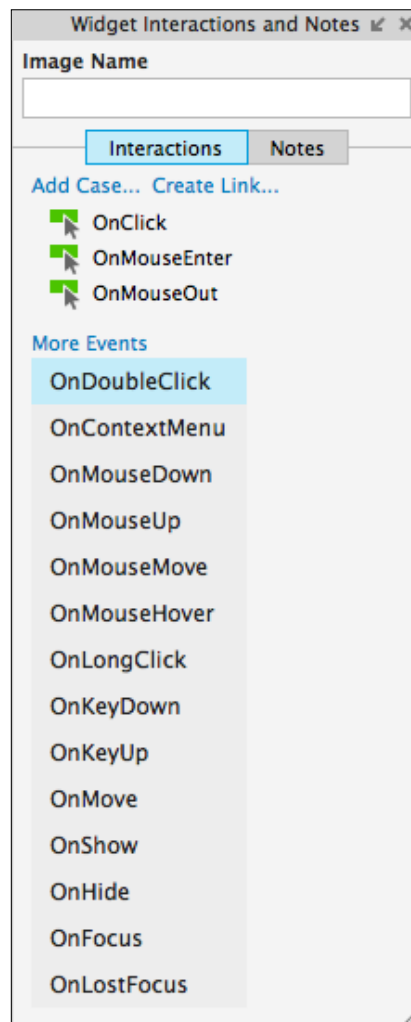 Widget Interactions and Notes
Image Name
Interactions Notes
Add Case... Create Link...
OnClick
OnMouseEnter
OnMouseOut
More Events
OnDoubleClick
OnContextMenu
OnMouseDown
OnMouseUp
OnMouseMove
OnMouseHover
OnLongClick
OnKeyDown
OnKeyUp
OnMove
OnShow
OnHide
OnFocus
OnLostFocus